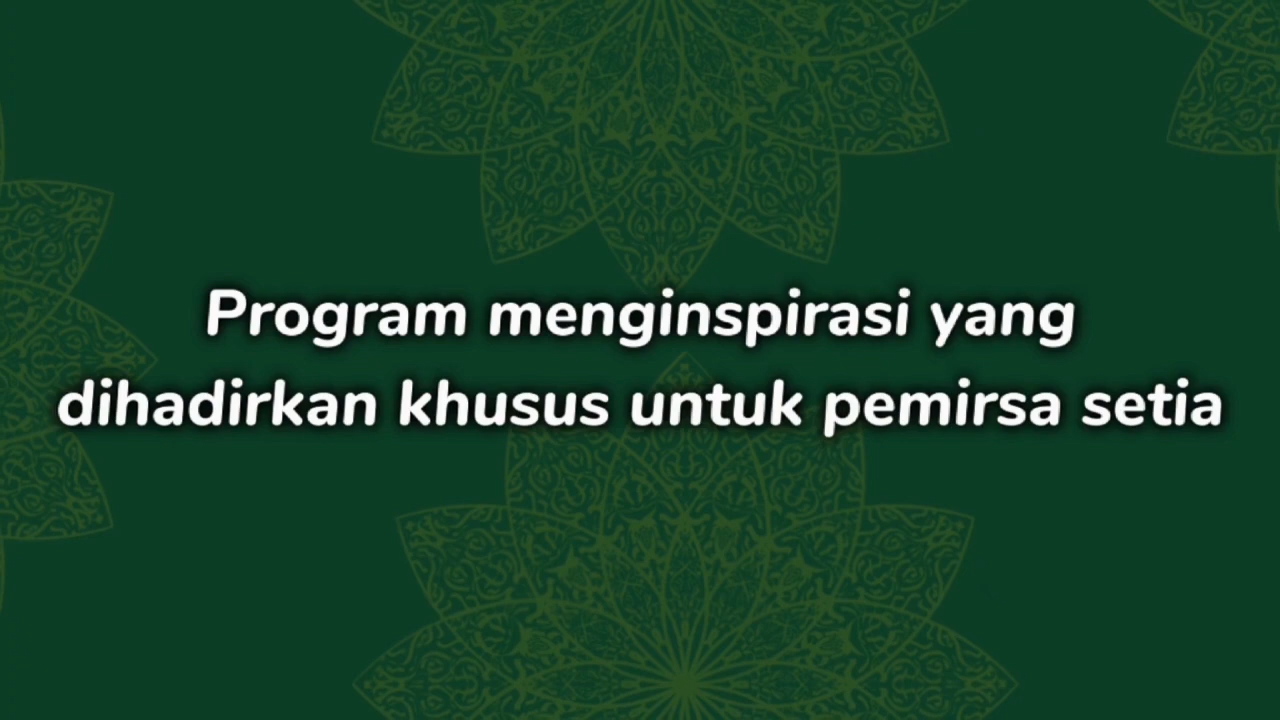 Program menginspirasi yang
dihadirkan khusus untuk pemirsa setia